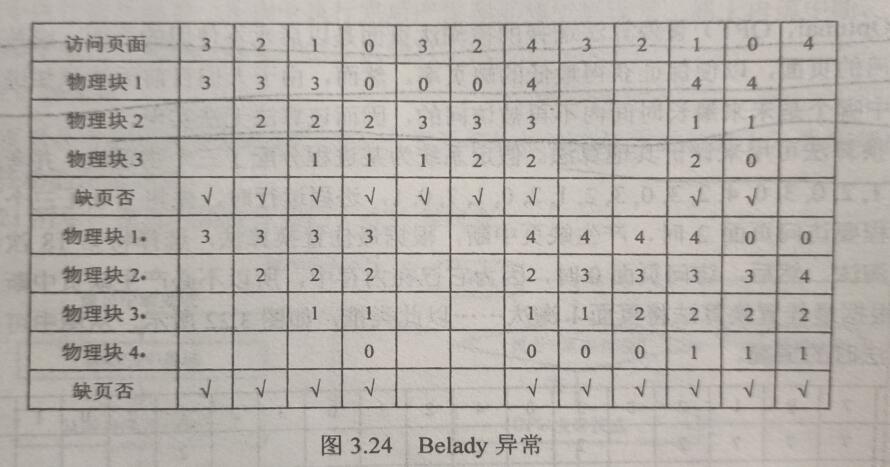 访问页面 3 2 1 0 3 2 4 3 2 1 0 4
物理块1 3 3 3 0 0 0 4 4 4
物理块2 2 2 2 3 3 3 1 1
物理块3 1 1 1 2 2 2 0
缺页否 √ √ √ √ √ √ √ √ √
物理块1• 3 3 3 3 4 4 4 4 0 0
物理块2• 2 2 2 2 3 3 3 3 4
物理块3• 1 1 1 1 2 2 2 2
物理块4• 0 0 0 0 1 1 1
缺页否 √ √ √ √ √ √ √ √ √ √
图 3.24 Belady 异常